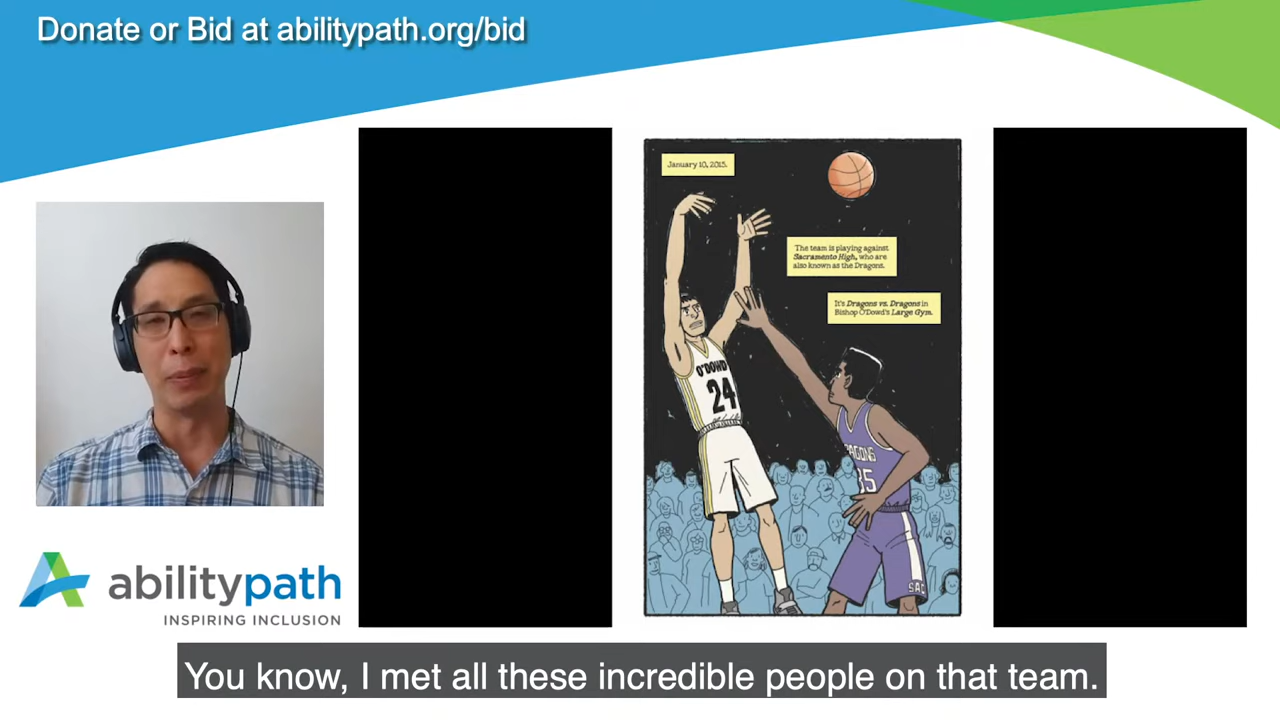 Donate or Bid at abilitypath.org/bid
January 10, 2015.
The team is playing against
Sacramento High, who are
also known as the Dragons.
It's Dragons vs. Dragons in
Bishop O'Dowd's Large Gym.
O'DOWD
24
RAGONS
35
SAC
abilitypath
INSPIRING INCLUSION
You know, I met all these incredible people on that team.